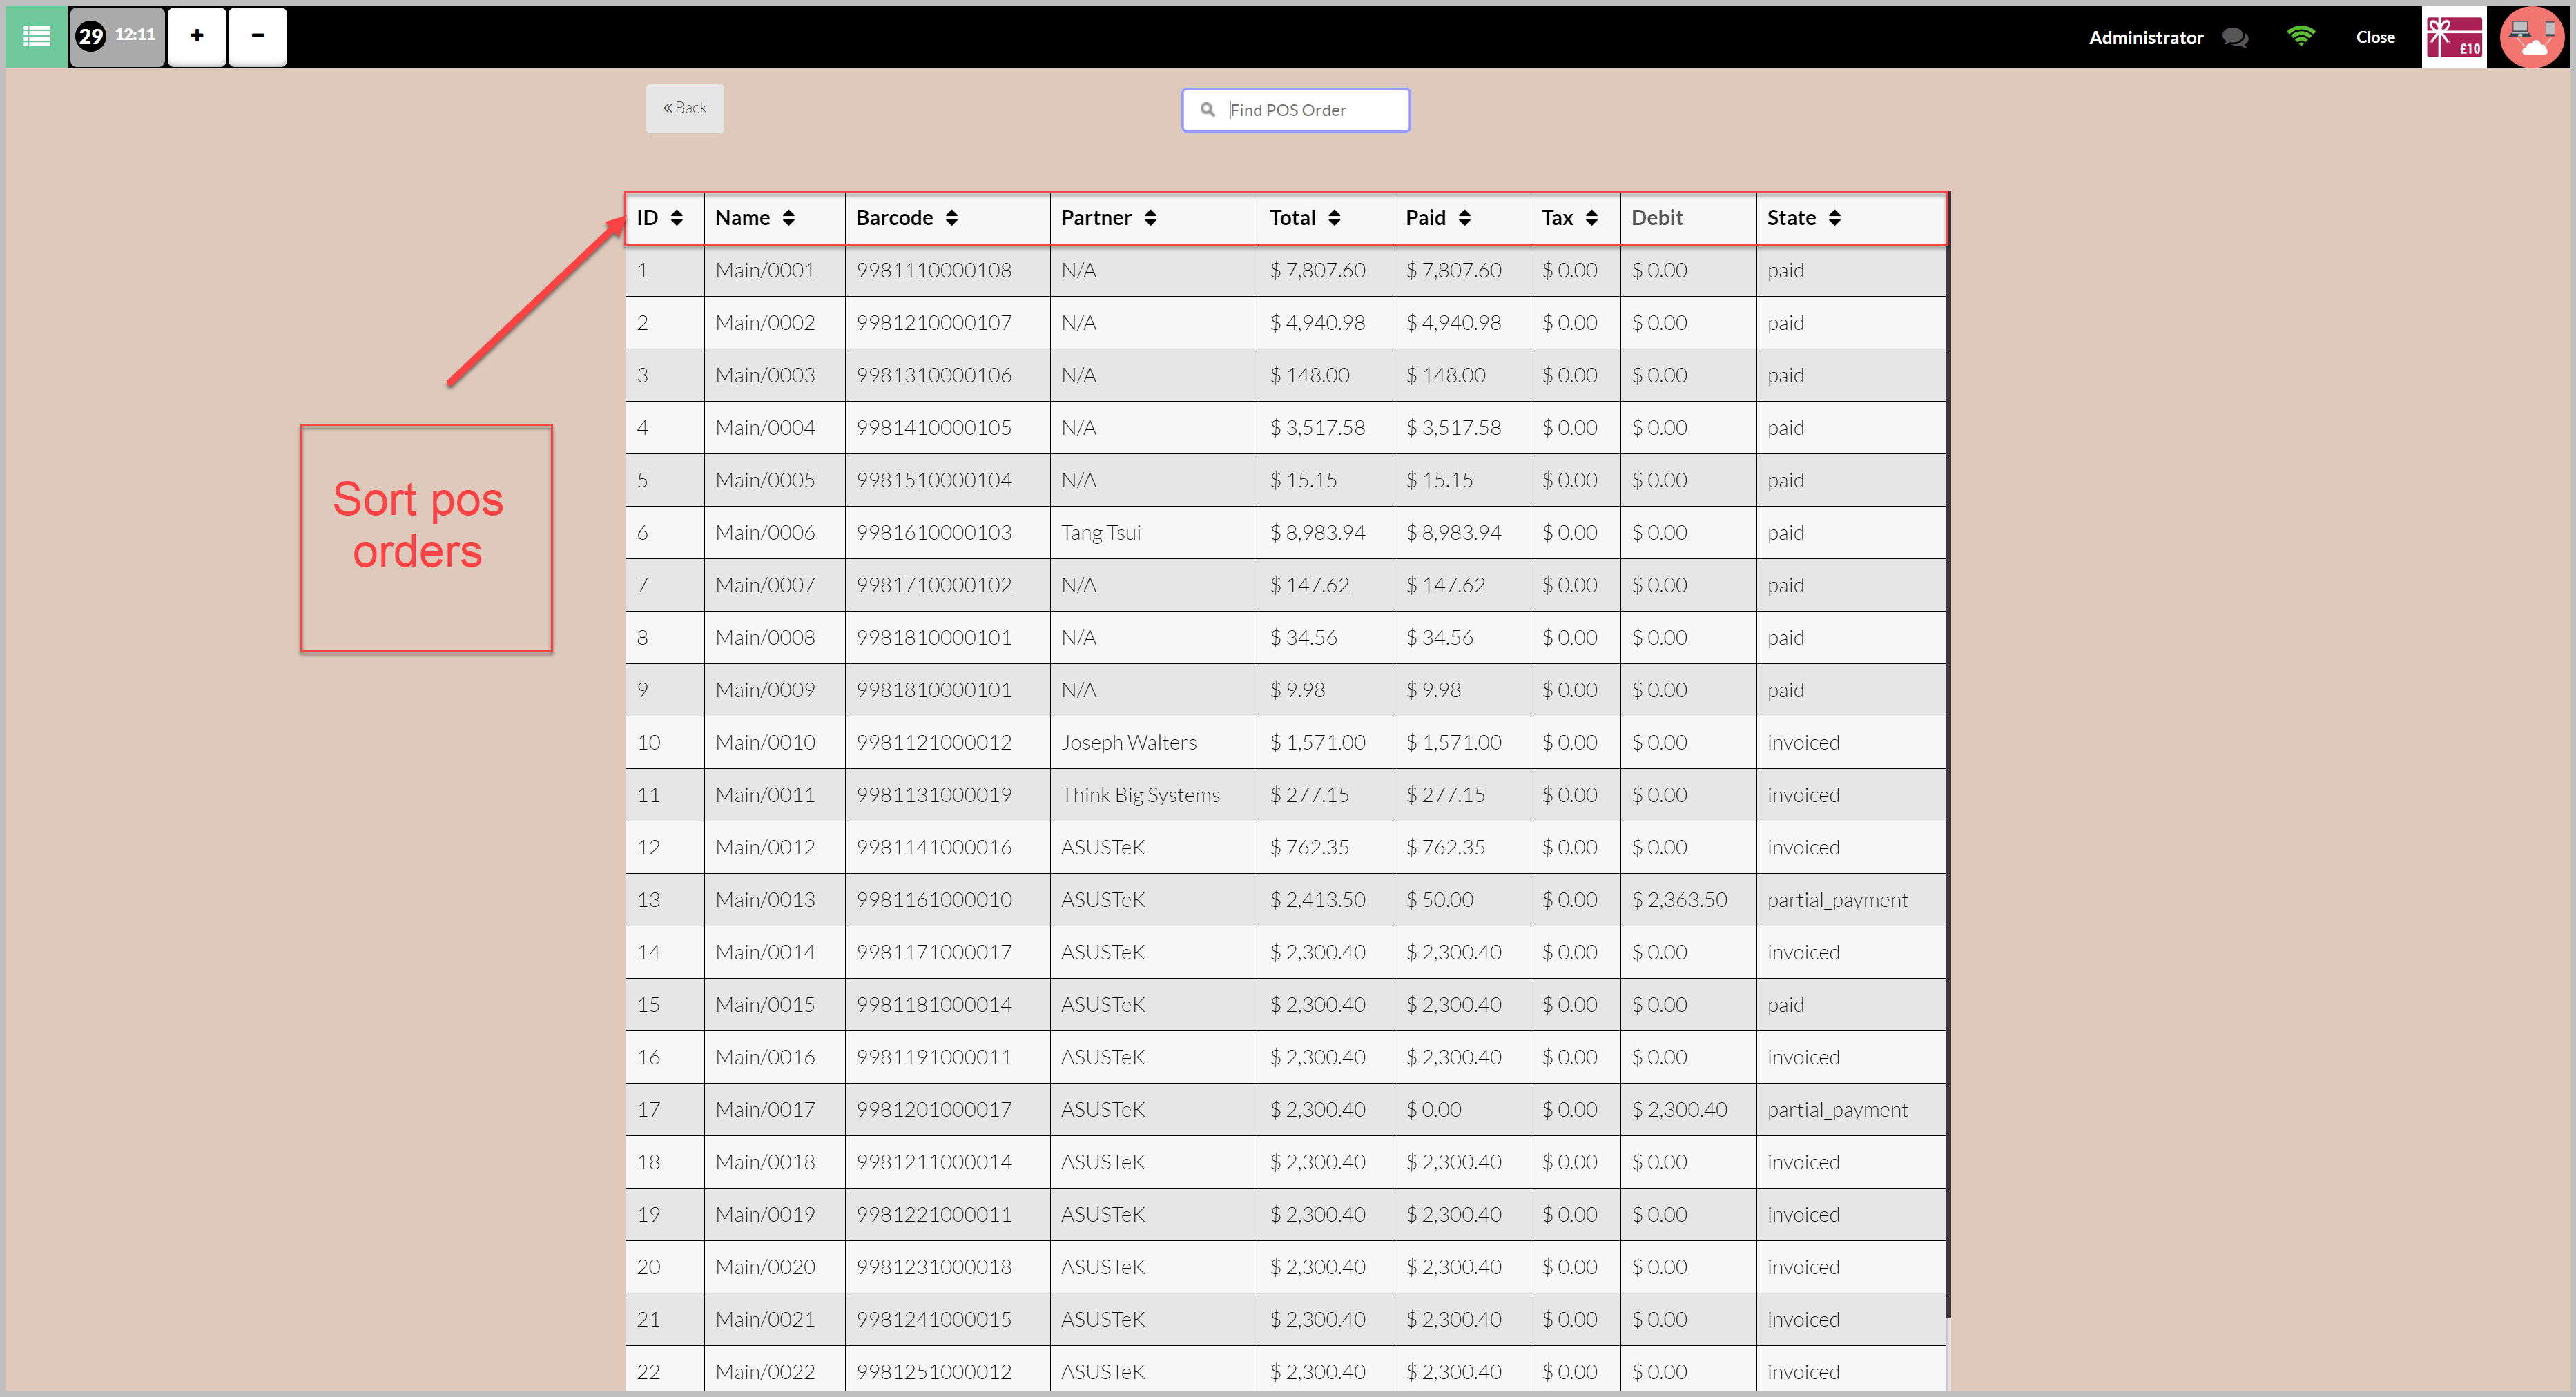 29 12:11 + − Administrator Close £10
« Back Find POS Order
ID Name Barcode Partner Total Paid Tax Debit State
1 Main/0001 9981110000108 N/A $ 7,807.60 $ 7,807.60 $ 0.00 $ 0.00 paid
2 Main/0002 9981210000107 N/A $ 4,940.98 $ 4,940.98 $ 0.00 $ 0.00 paid
3 Main/0003 9981310000106 N/A $ 148.00 $ 148.00 $ 0.00 $ 0.00 paid
4 Main/0004 9981410000105 N/A $ 3,517.58 $ 3,517.58 $ 0.00 $ 0.00 paid
5 Main/0005 9981510000104 N/A $ 15.15 $ 15.15 $ 0.00 $ 0.00 paid
6 Main/0006 9981610000103 Tang Tsui $ 8,983.94 $ 8,983.94 $ 0.00 $ 0.00 paid
7 Main/0007 9981710000102 N/A $ 147.62 $ 147.62 $ 0.00 $ 0.00 paid
8 Main/0008 9981810000101 N/A $ 34.56 $ 34.56 $ 0.00 $ 0.00 paid
9 Main/0009 9981810000101 N/A $ 9.98 $ 9.98 $ 0.00 $ 0.00 paid
10 Main/0010 9981121000012 Joseph Walters $ 1,571.00 $ 1,571.00 $ 0.00 $ 0.00 invoiced
11 Main/0011 9981131000019 Think Big Systems $ 277.15 $ 277.15 $ 0.00 $ 0.00 invoiced
12 Main/0012 9981141000016 ASUSTeK $ 762.35 $ 762.35 $ 0.00 $ 0.00 invoiced
13 Main/0013 9981161000010 ASUSTeK $ 2,413.50 $ 50.00 $ 0.00 $ 2,363.50 partial_payment
14 Main/0014 9981171000017 ASUSTeK $ 2,300.40 $ 2,300.40 $ 0.00 $ 0.00 invoiced
15 Main/0015 9981181000014 ASUSTeK $ 2,300.40 $ 2,300.40 $ 0.00 $ 0.00 paid
16 Main/0016 9981191000011 ASUSTeK $ 2,300.40 $ 2,300.40 $ 0.00 $ 0.00 invoiced
17 Main/0017 9981201000017 ASUSTeK $ 2,300.40 $ 0.00 $ 0.00 $ 2,300.40 partial_payment
18 Main/0018 9981211000014 ASUSTeK $ 2,300.40 $ 2,300.40 $ 0.00 $ 0.00 invoiced
19 Main/0019 9981221000011 ASUSTeK $ 2,300.40 $ 2,300.40 $ 0.00 $ 0.00 invoiced
20 Main/0020 9981231000018 ASUSTeK $ 2,300.40 $ 2,300.40 $ 0.00 $ 0.00 invoiced
21 Main/0021 9981241000015 ASUSTeK $ 2,300.40 $ 2,300.40 $ 0.00 $ 0.00 invoiced
22 Main/0022 9981251000012 ASUSTeK $ 2,300.40 $ 2,300.40 $ 0.00 $ 0.00 invoiced
Sort pos
orders